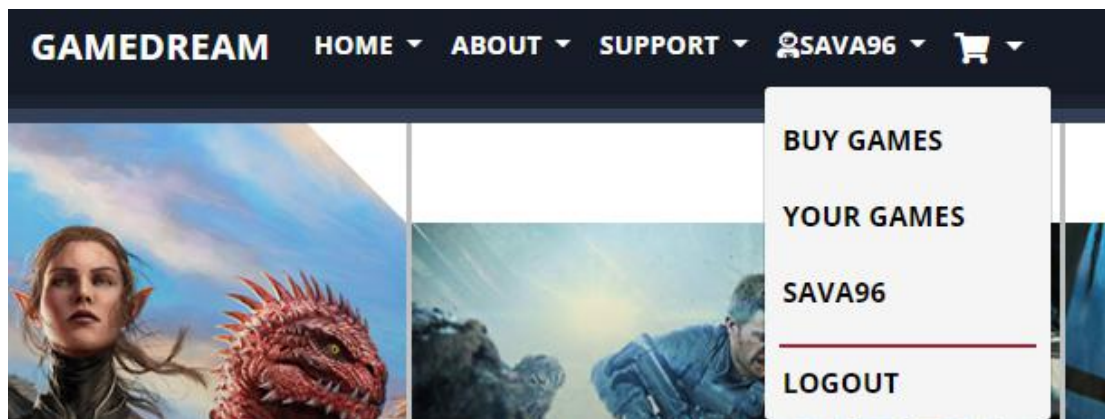 GAMEDREAM HOME ABOUT SUPPORT SAVA96
BUY GAMES
YOUR GAMES
SAVA96
LOGOUT